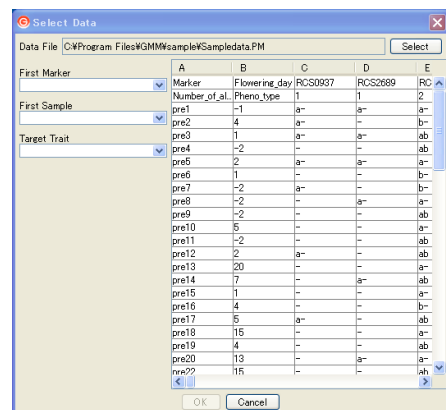 Select Data
Data File C:¥Program Files¥GMM¥sample¥Sampledata.PM Select
First Marker
First Sample
Target Trait
A B C D E
Marker Flowering_day RCS0937 RCS2689 RC
Number_of_al... Pheno_type 1 1 2
pre1 -1 a- a- a-
pre2 4 a- - b-
pre3 1 a- a- ab
pre4 -2 - - ab
pre5 2 a- a- ab
pre6 1 - - b-
pre7 -2 a- a- b-
pre8 -2 - a- a-
pre9 -2 - - ab
pre10 5 - - a-
pre11 -2 - - ab
pre12 2 a- - ab
pre13 20 - - a-
pre14 7 - a- ab
pre15 1 - - a-
pre16 4 - - b-
pre17 5 a- - ab
pre18 15 - - a-
pre19 4 - - ab
pre20 13 - a- a-
pre22 15 - - ab
OK Cancel